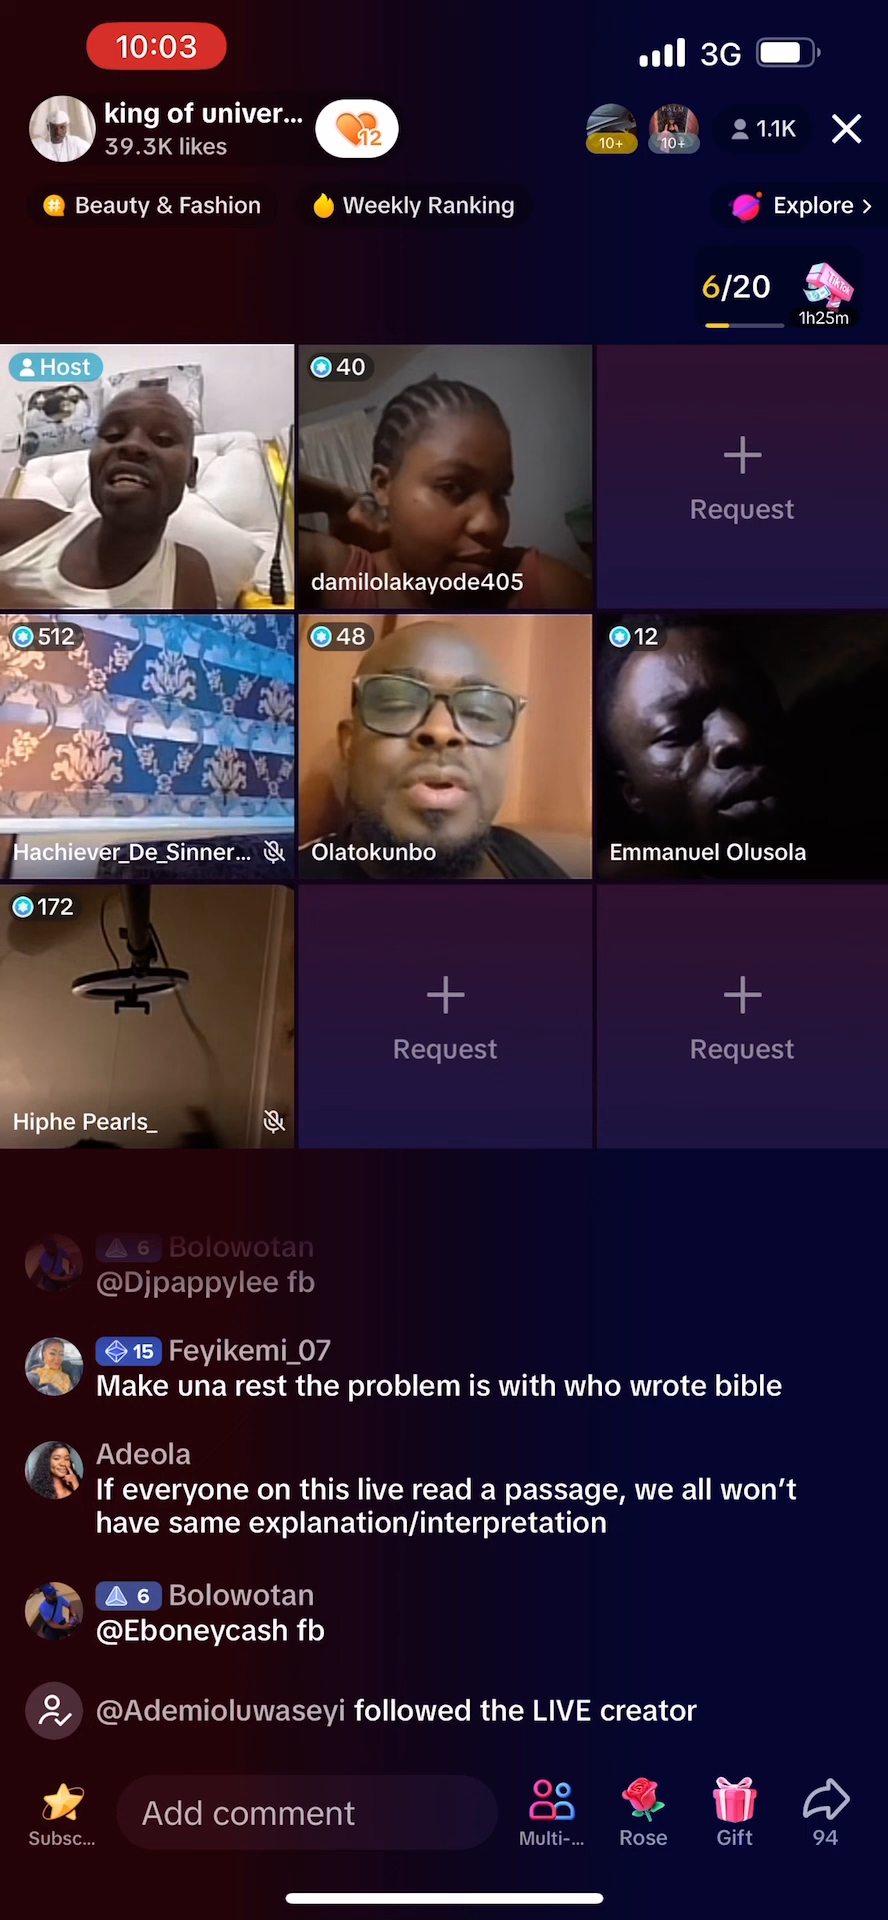 10:03
3G
king of univer...
39.3K likes
12
10+
10+
1.1K
Beauty & Fashion
Weekly Ranking
Explore >
6/20
TikTok
1h25m
Host
40
damilolakayode405
Request
512
Hachiever_De_Sinner...
48
Olatokunbo
12
Emmanuel Olusola
172
Hiphe Pearls_
Request
Request
6 Bolowotan
@Djpappylee fb
15 Feyikemi_07
Make una rest the problem is with who wrote bible
Adeola
If everyone on this live read a passage, we all won't
have same explanation/interpretation
6 Bolowotan
@Eboneycash fb
@Ademioluwaseyi followed the LIVE creator
Subsc...
Add comment
Multi-...
Rose
Gift
94